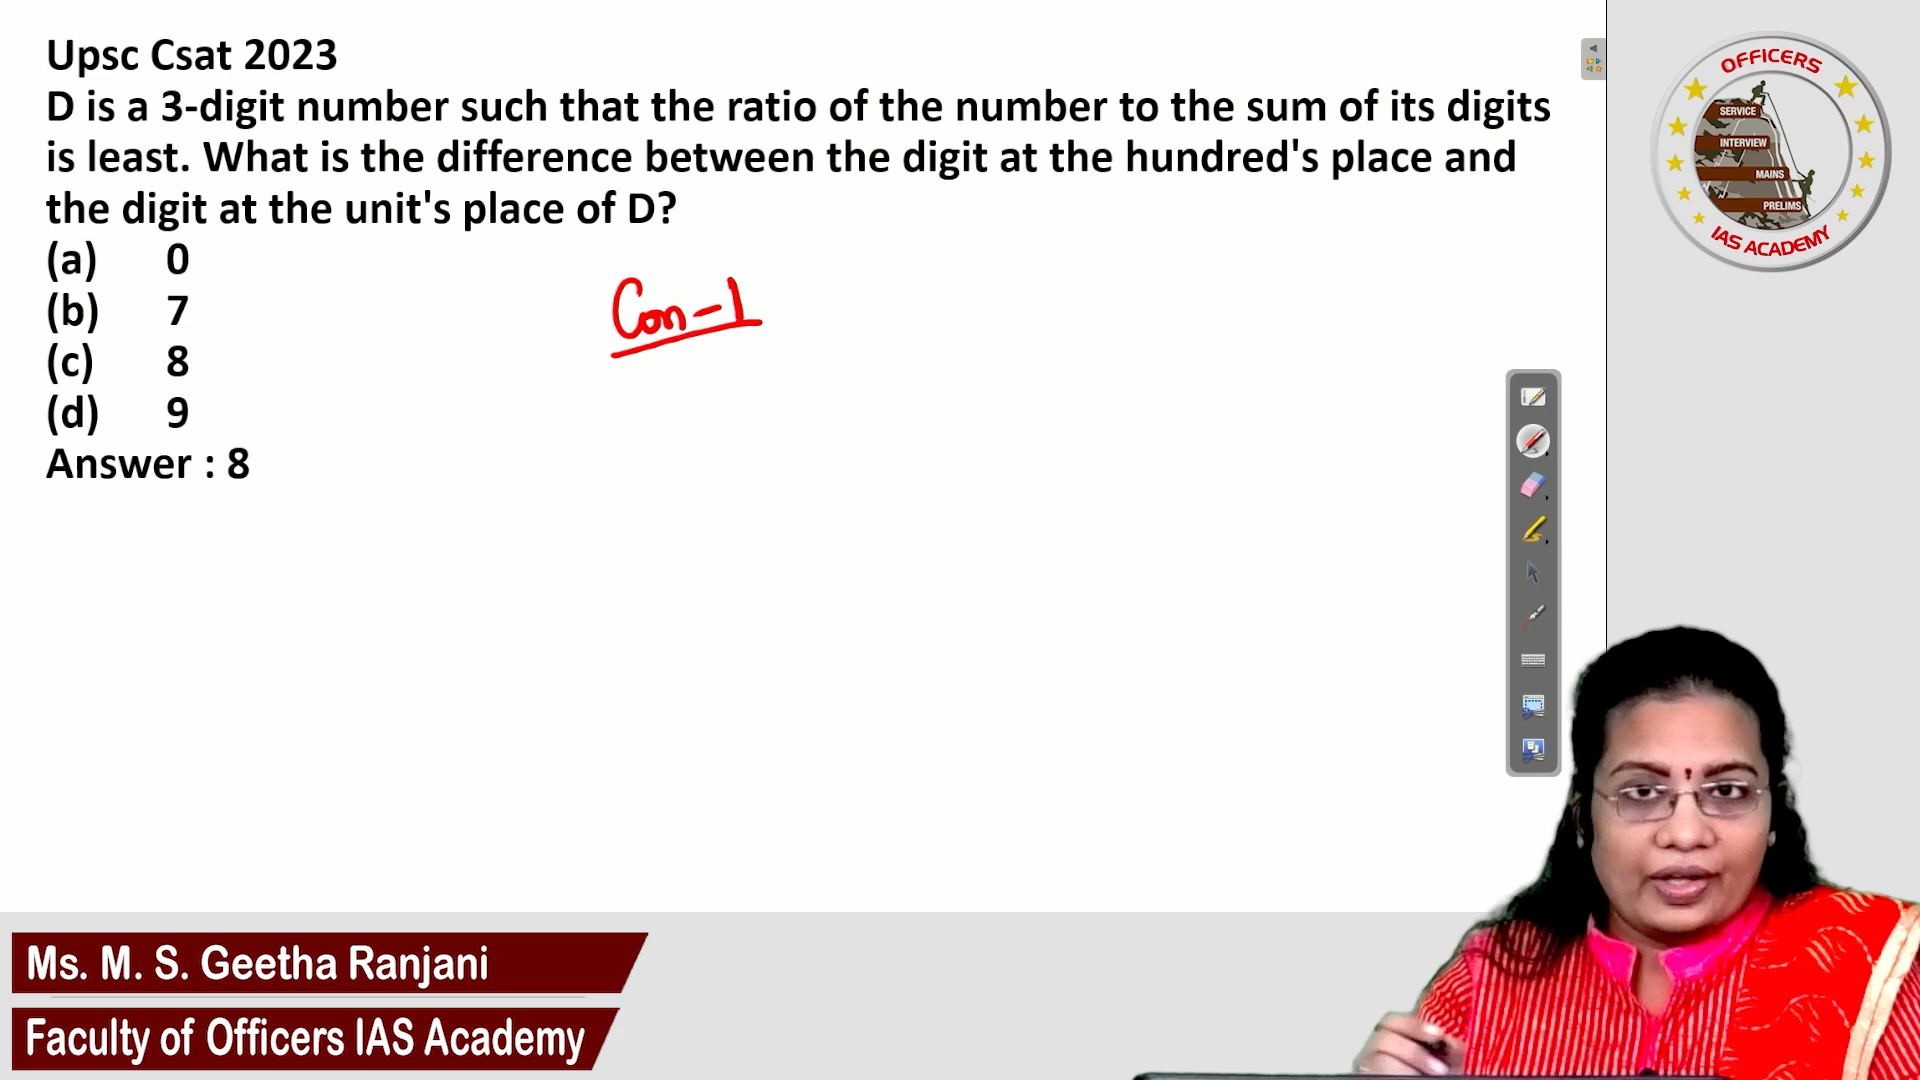 Upsc Csat 2023
D is a 3-digit number such that the ratio of the number to the sum of its digits
is least. What is the difference between the digit at the hundred's place and
the digit at the unit's place of D?
(a) 0
(b) 7
(c) 8
(d) 9
Answer : 8
Con-1
OFFICERS
SERVICE
INTERVIEW
MAINS
PRELIMS
IAS ACADEMY
Ms. M. S. Geetha Ranjani
Faculty of Officers IAS Academy